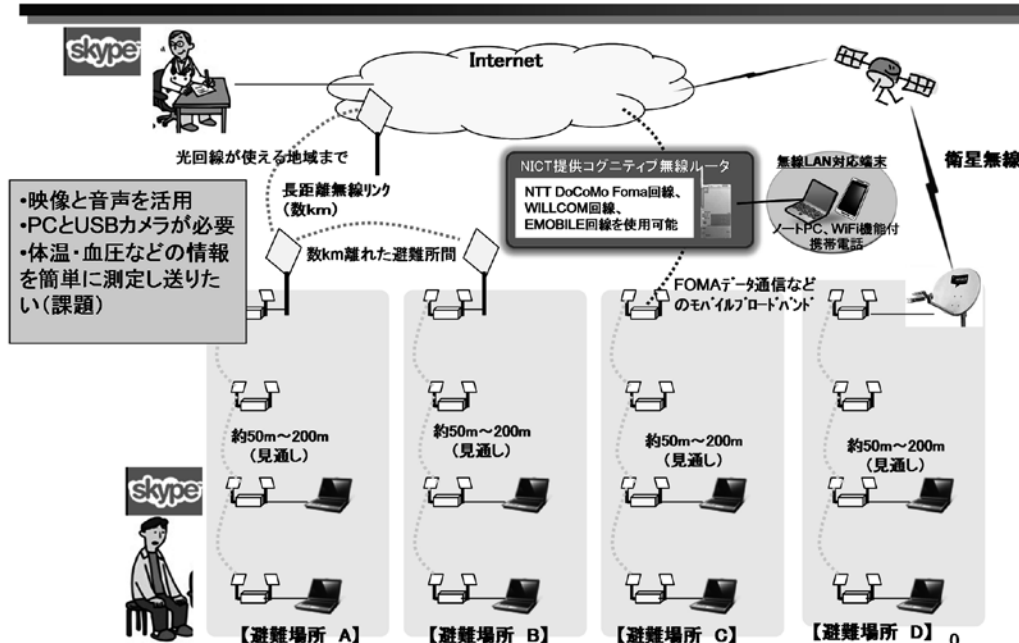 skype
Internet
光回線が使える地域まで
長距離無線リンク
(数km)
NICT提供コグニティブ無線ルータ
NTT DoCoMo Foma回線、
WILLCOM回線、
EMOBILE回線を使用可能
無線LAN対応端末
ノートPC、WiFi機能付
携帯電話
衛星無線
・映像と音声を活用
・PCとUSBカメラが必要
・体温・血圧などの情報
を簡単に測定し送りた
い(課題)
数km離れた避難所間
FOMAデータ通信など
のモバイルブロードバンド
約50m～200m
(見通し)
約50m～200m
(見通し)
約50m～200m
(見通し)
約50m～200m
(見通し)
skype
【避難場所 A】
【避難場所 B】
【避難場所 C】
【避難場所 D】
0